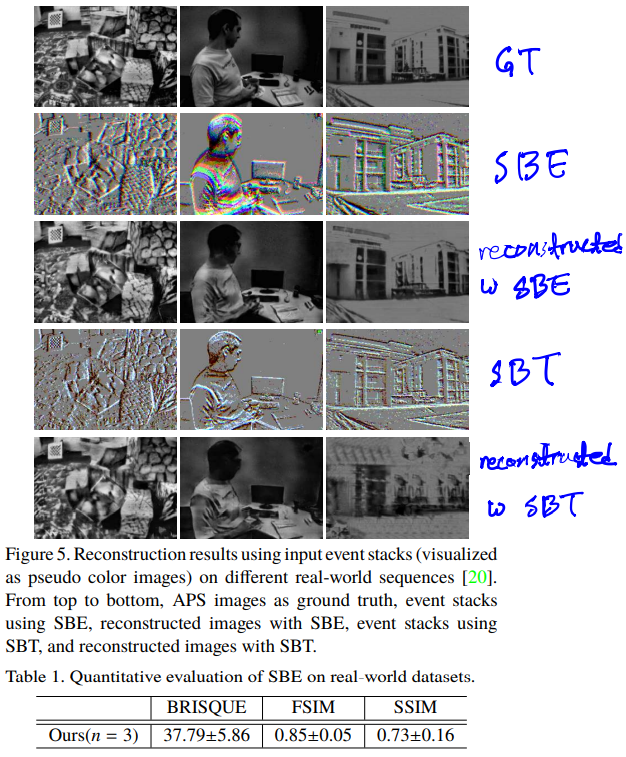 GT
SBE
reconstructed
w SBE
SBT
reconstructed
w SBT
Figure 5. Reconstruction results using input event stacks (visualized
as pseudo color images) on different real-world sequences [20].
From top to bottom, APS images as ground truth, event stacks
using SBE, reconstructed images with SBE, event stacks using
SBT, and reconstructed images with SBT.
Table 1. Quantitative evaluation of SBE on real-world datasets.
BRISQUE FSIM SSIM
Ours(n = 3) 37.79±5.86 0.85±0.05 0.73±0.16